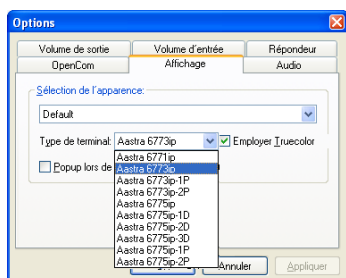 Options
Volume de sortie
Volume d'entrée
Répondeur
OpenCom
Affichage
Audio
Sélection de l'apparence:
Default
Type de terminal:
Aastra 6773ip
Employer Truecolor
Popup lors de
Aastra 6771ip
Aastra 6773ip
Aastra 6773ip-1P
Aastra 6773ip-2P
Aastra 6775ip
Aastra 6775ip-1D
Aastra 6775ip-2D
Aastra 6775ip-3D
Aastra 6775ip-1P
Aastra 6775ip-2P
Annuler
Appliquer